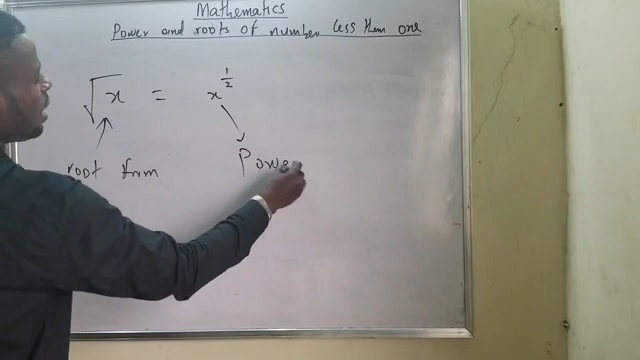 Mathematics
Power and roots of number less than one
√x = x^(1/2)
root form
Powe